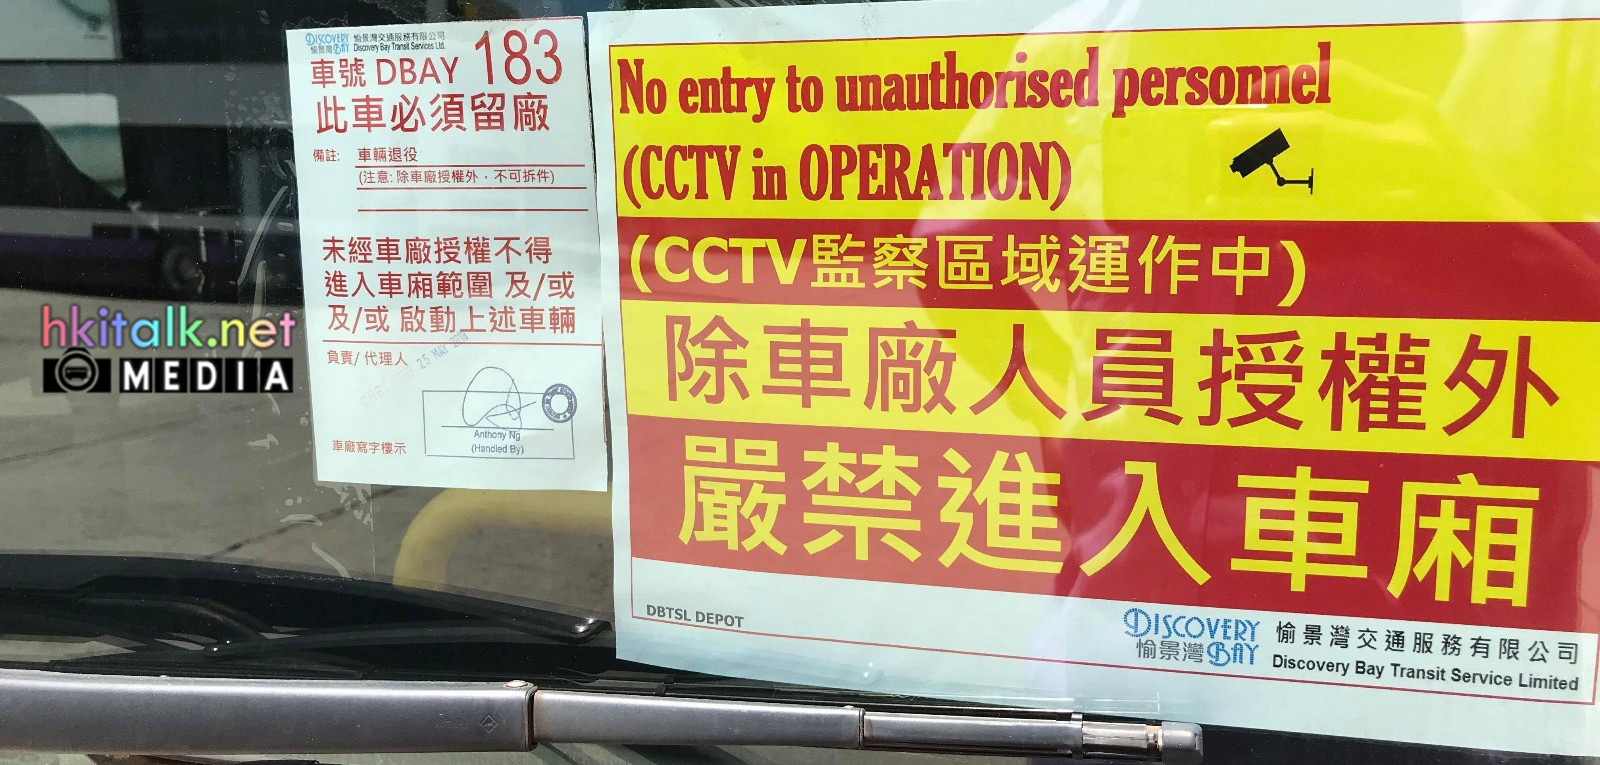 DISCOVERY BAY 愉景灣
愉景灣交通服務有限公司
Discovery Bay Transit Services Ltd.
車號 DBAY 183
此車必須留廠
備註: 車輛退役
(注意: 除車廠授權外，不可拆件)
未經車廠授權不得
進入車廂範圍 及/或
及/或 啟動上述車輛
負責/ 代理人
25 MAY
Anthony Ng
(Handled By)
車廠寫字樓示
No entry to unauthorised personnel
(CCTV in OPERATION)
(CCTV監察區域運作中)
除車廠人員授權外
嚴禁進入車廂
DBTSL DEPOT
DISCOVERY
愉景灣 BAY
愉景灣交通服務有限公司
Discovery Bay Transit Service Limited
hkitalk.net
MEDIA